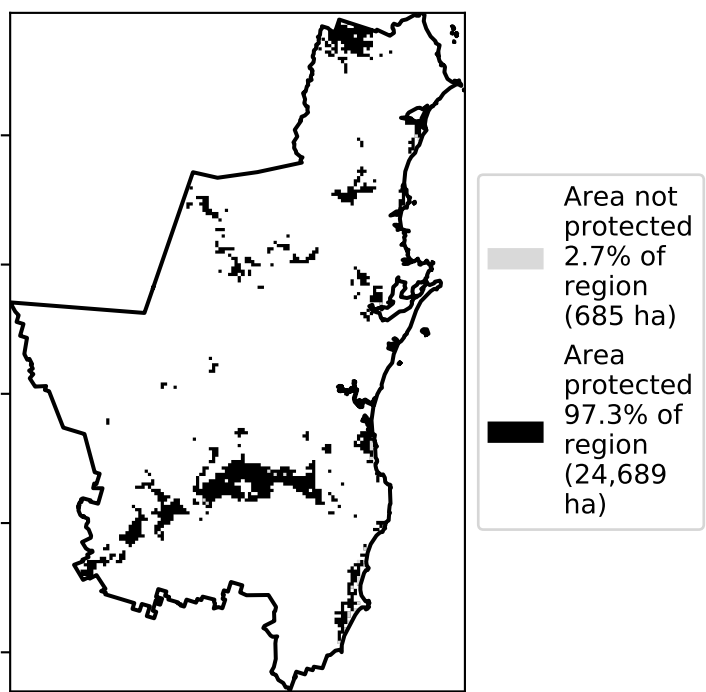 Area not
protected
2.7% of
region
(685 ha)
Area
protected
97.3% of
region
(24,689
ha)